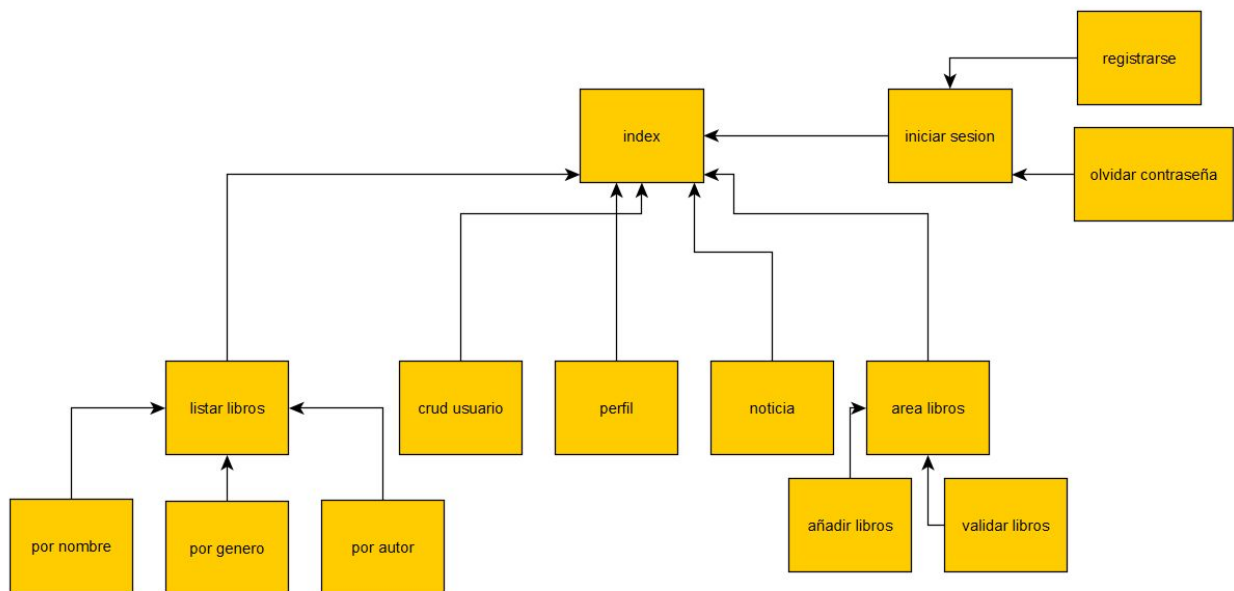 registrarse
index
iniciar sesion
olvidar contraseña
listar libros
crud usuario
perfil
noticia
area libros
por nombre
por genero
por autor
añadir libros
validar libros